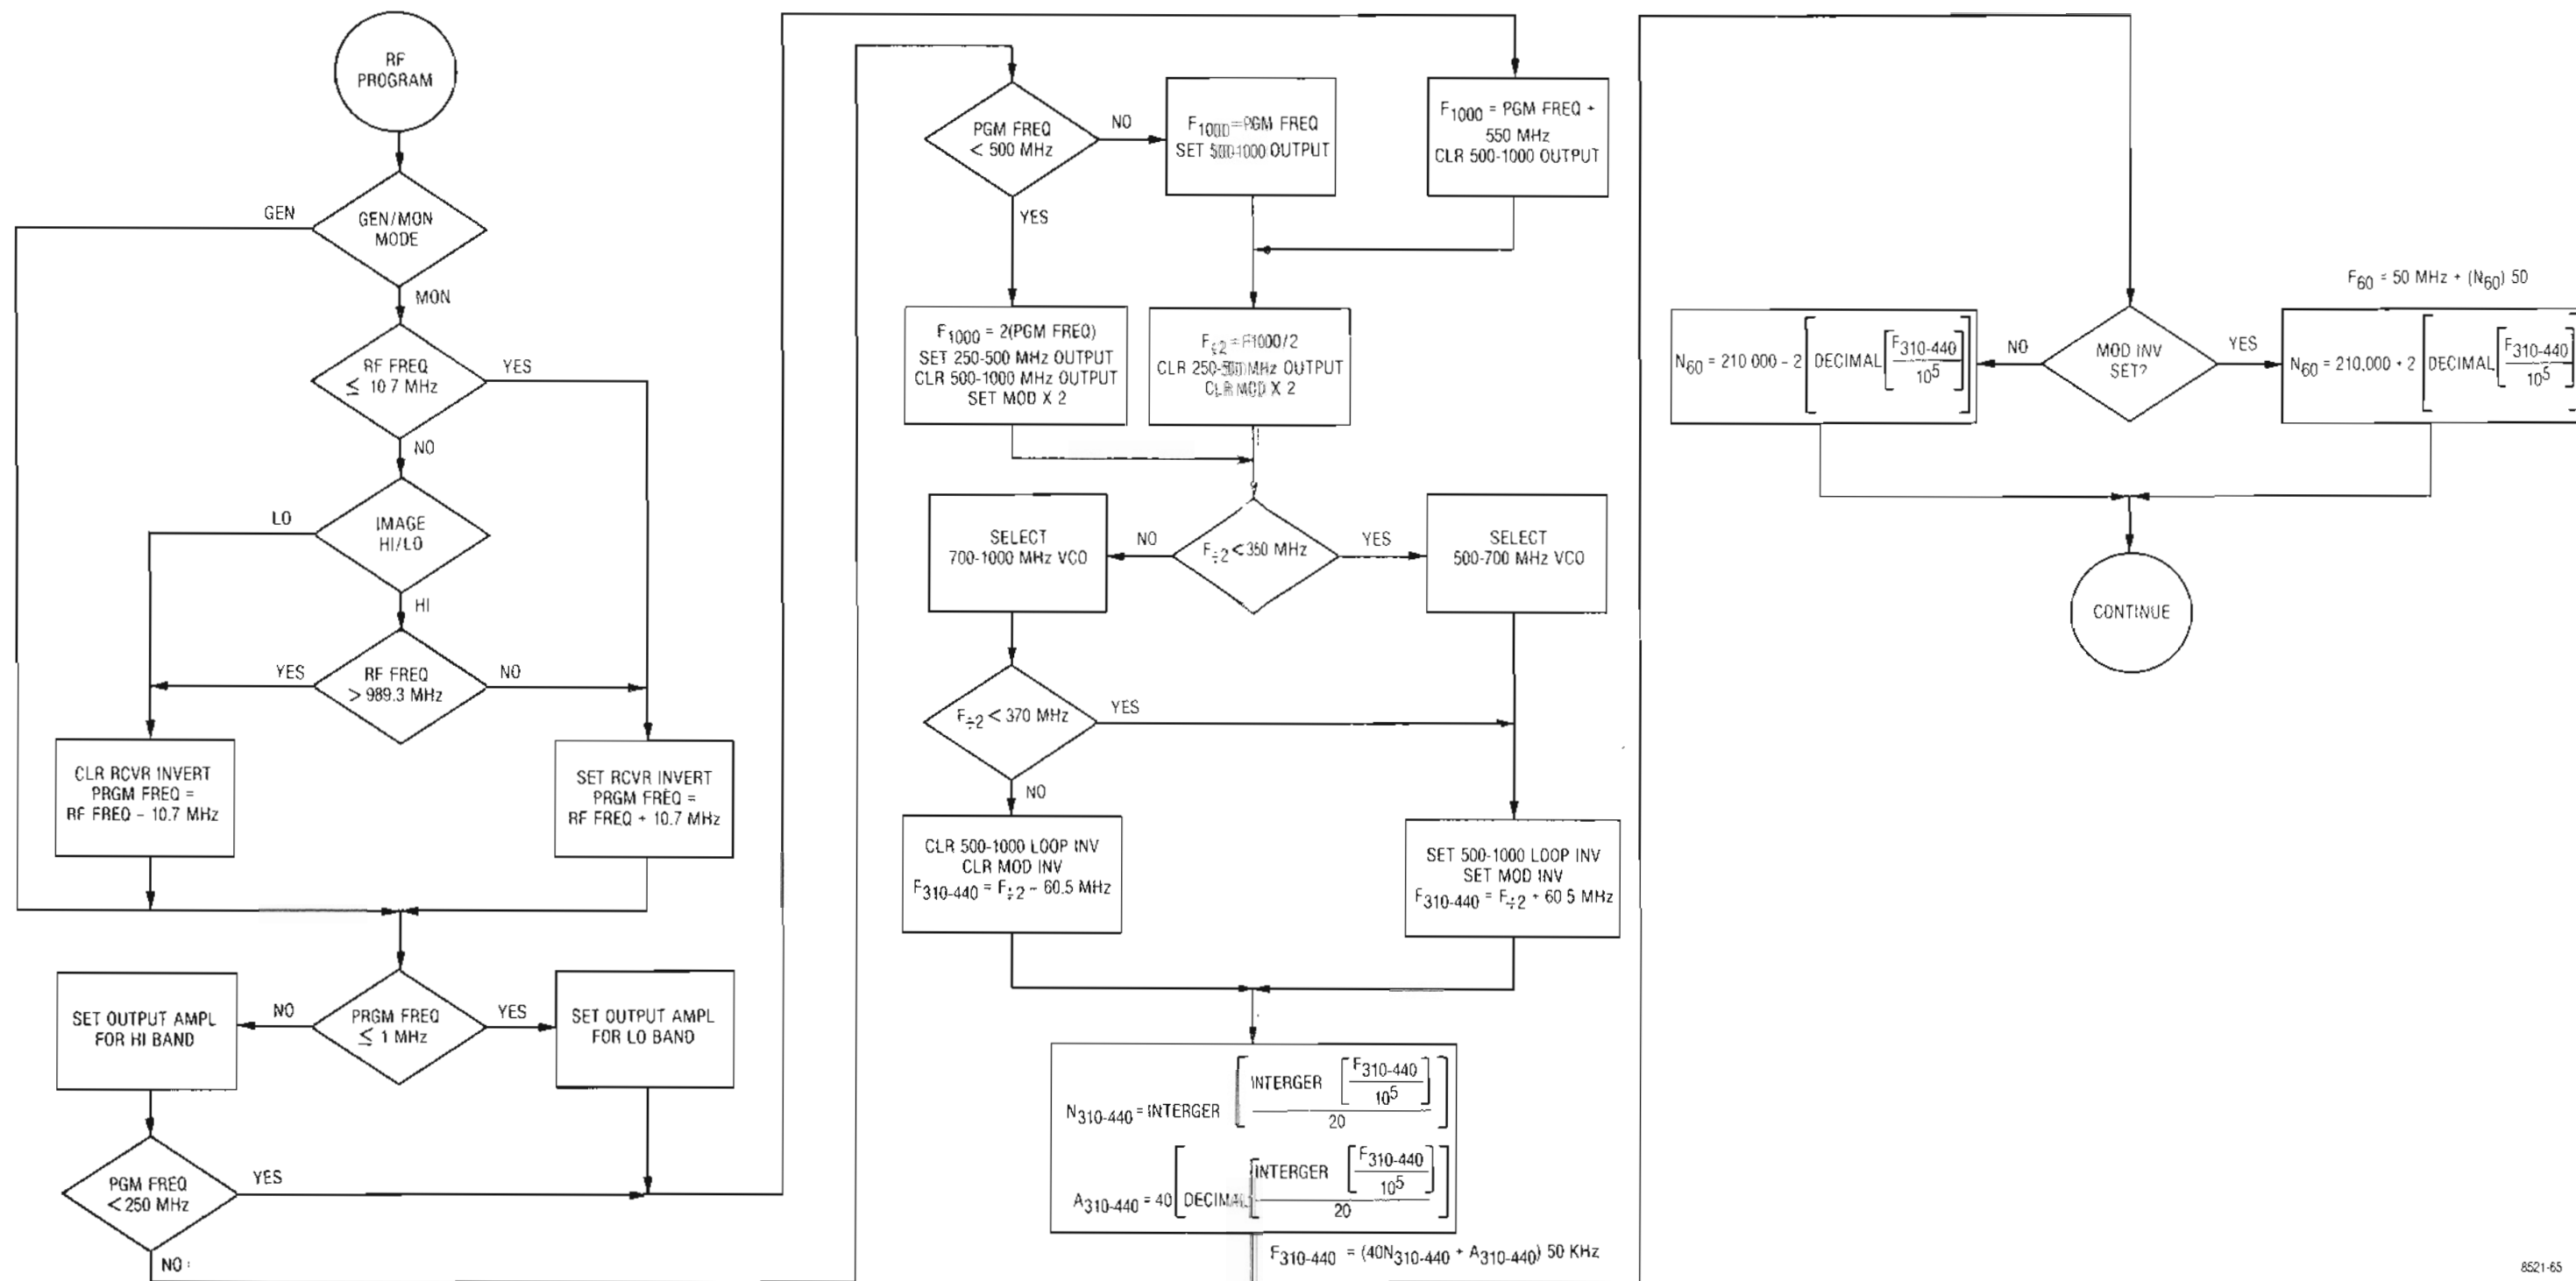 RF
PROGRAM
GEN/MON
MODE
GEN
MON
RF FREQ
≤ 10.7 MHz
YES
NO
IMAGE
HI/LO
LO
HI
RF FREQ
> 989.3 MHz
YES
NO
CLR RCVR INVERT
PRGM FREQ =
RF FREQ - 10.7 MHz
SET RCVR INVERT
PRGM FREQ =
RF FREQ + 10.7 MHz
PRGM FREQ
≤ 1 MHz
NO
YES
SET OUTPUT AMPL
FOR HI BAND
SET OUTPUT AMPL
FOR LO BAND
PGM FREQ
< 250 MHz
YES
NO
PGM FREQ
< 500 MHz
NO
YES
F1000 = PGM FREQ
SET 500-1000 OUTPUT
F1000 = PGM FREQ +
550 MHz
CLR 500-1000 OUTPUT
F1000 = 2(PGM FREQ)
SET 250-500 MHz OUTPUT
CLR 500-1000 MHz OUTPUT
SET MOD X 2
F÷2 = F1000/2
CLR 250-500 MHz OUTPUT
CLR MOD X 2
F÷2 < 350 MHz
NO
YES
SELECT
700-1000 MHz VCO
SELECT
500-700 MHz VCO
F÷2 < 370 MHz
YES
NO
CLR 500-1000 LOOP INV
CLR MOD INV
F310-440 = F÷2 - 60.5 MHz
SET 500-1000 LOOP INV
SET MOD INV
F310-440 = F÷2 + 60 5 MHz
N310-440 = INTERGER [INTERGER [F310-440 / 10^5] / 20]
A310-440 = 40 [DECIMAL [INTERGER [F310-440 / 10^5] / 20]]
F310-440 = (40N310-440 + A310-440) 50 KHz
MOD INV
SET?
NO
YES
N60 = 210 000 - 2 [DECIMAL [F310-440 / 10^5]]
F60 = 50 MHz + (N60) 50
N60 = 210,000 + 2 [DECIMAL [F310-440 / 10^5]]
CONTINUE
8521-65